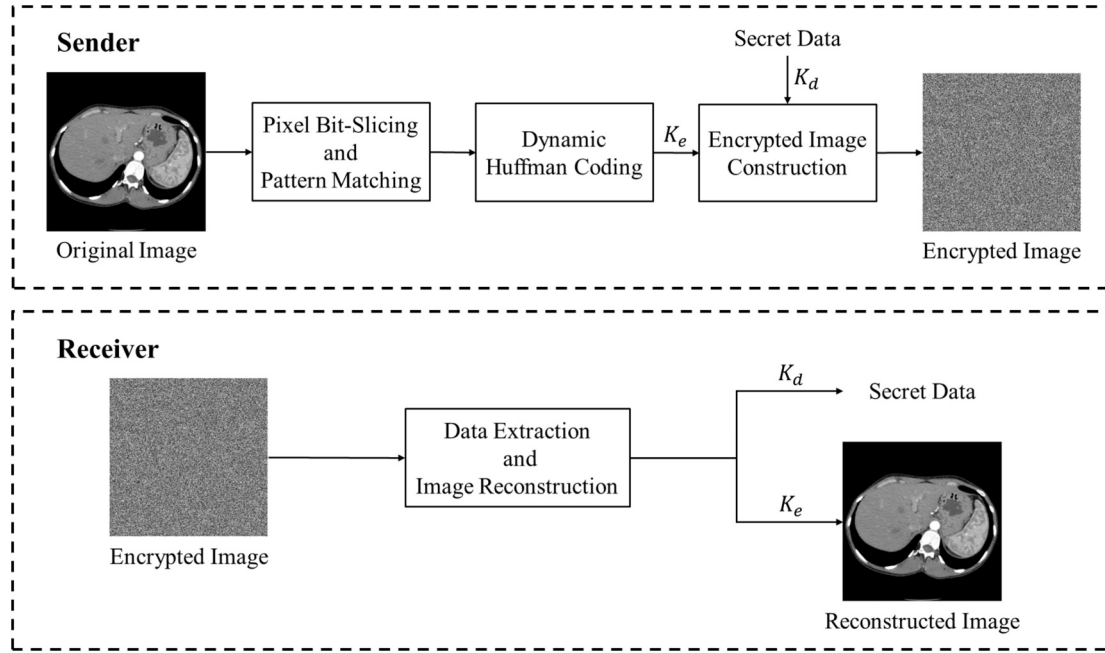 Sender
Secret Data
K_d
Pixel Bit-Slicing
and
Pattern Matching
Dynamic
Huffman Coding
K_e
Encrypted Image
Construction
Original Image
Encrypted Image
Receiver
K_d
Secret Data
Data Extraction
and
Image Reconstruction
K_e
Encrypted Image
Reconstructed Image